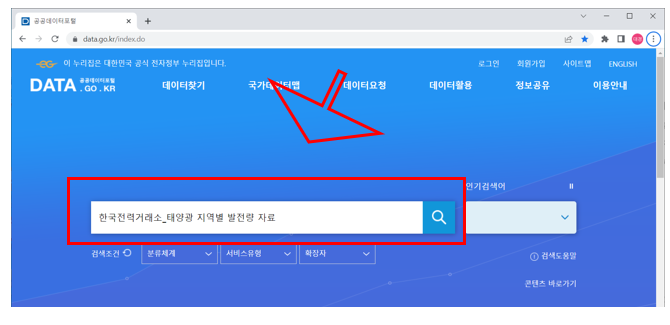 공공데이터포털
data.go.kr/index.do
이 누리집은 대한민국 공식 전자정부 누리집입니다.
로그인 회원가입 사이트맵 ENGLISH
DATA 공공데이터포털 .GO.KR
데이터찾기 국가데이터맵 데이터요청 데이터활용 정보공유 이용안내
인기검색어
한국전력거래소_태양광 지역별 발전량 자료
검색조건 분류체계 서비스유형 확장자
검색도움말
콘텐츠 바로가기